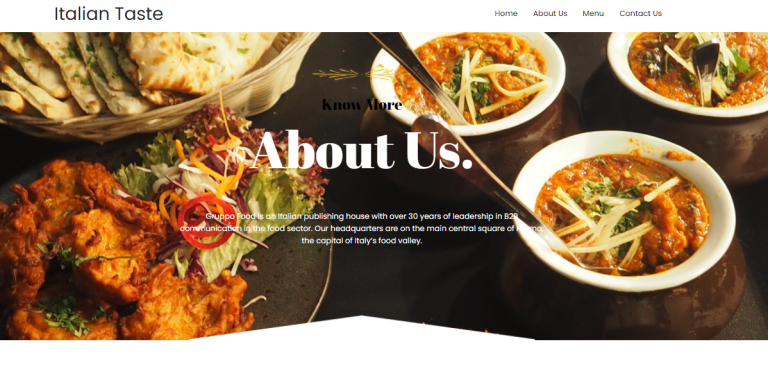 Italian Taste
Home About Us Menu Contact Us
Know More
About Us.
Gruppo Food is an Italian publishing house with over 30 years of leadership in B2B
communication in the food sector. Our headquarters are on the main central square of Parma,
the capital of Italy's food valley.